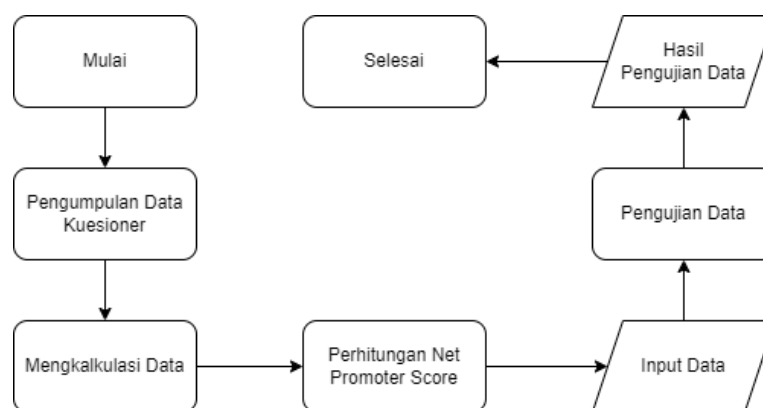 Mulai
Pengumpulan Data
Kuesioner
Mengkalkulasi Data
Perhitungan Net
Promoter Score
Input Data
Pengujian Data
Hasil
Pengujian Data
Selesai